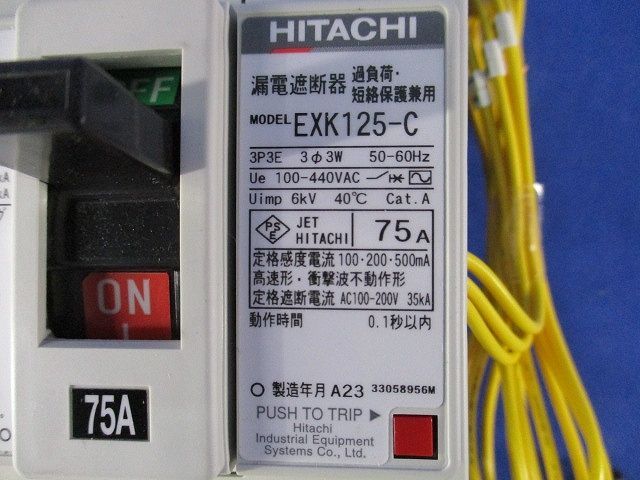 HITACHI
漏電遮断器 過負荷・
短絡保護兼用
MODEL EXK125-C
3P3E 3φ3W 50-60Hz
Ue 100-440VAC
Uimp 6kV 40℃ Cat.A
PS
E
JET
HITACHI
75A
定格感度電流 100・200・500mA
高速形・衝撃波不動作形
定格遮断電流 AC100-200V 35kA
動作時間 0.1秒以内
製造年月 A23 33058956M
PUSH TO TRIP ▶
Hitachi
Industrial Equipment
Systems Co., Ltd.
FF
ON
I
75A